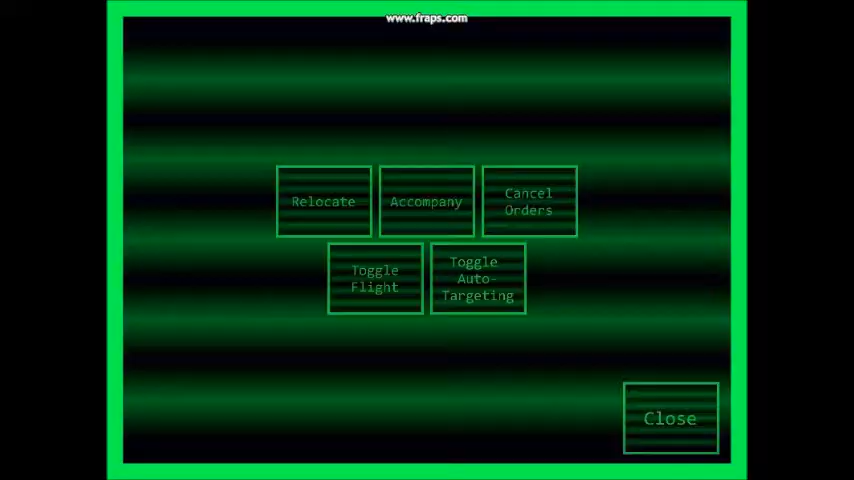 www.fraps.com
Relocate
Accompany
Cancel
Orders
Toggle
Flight
Toggle
Auto-
Targeting
Close